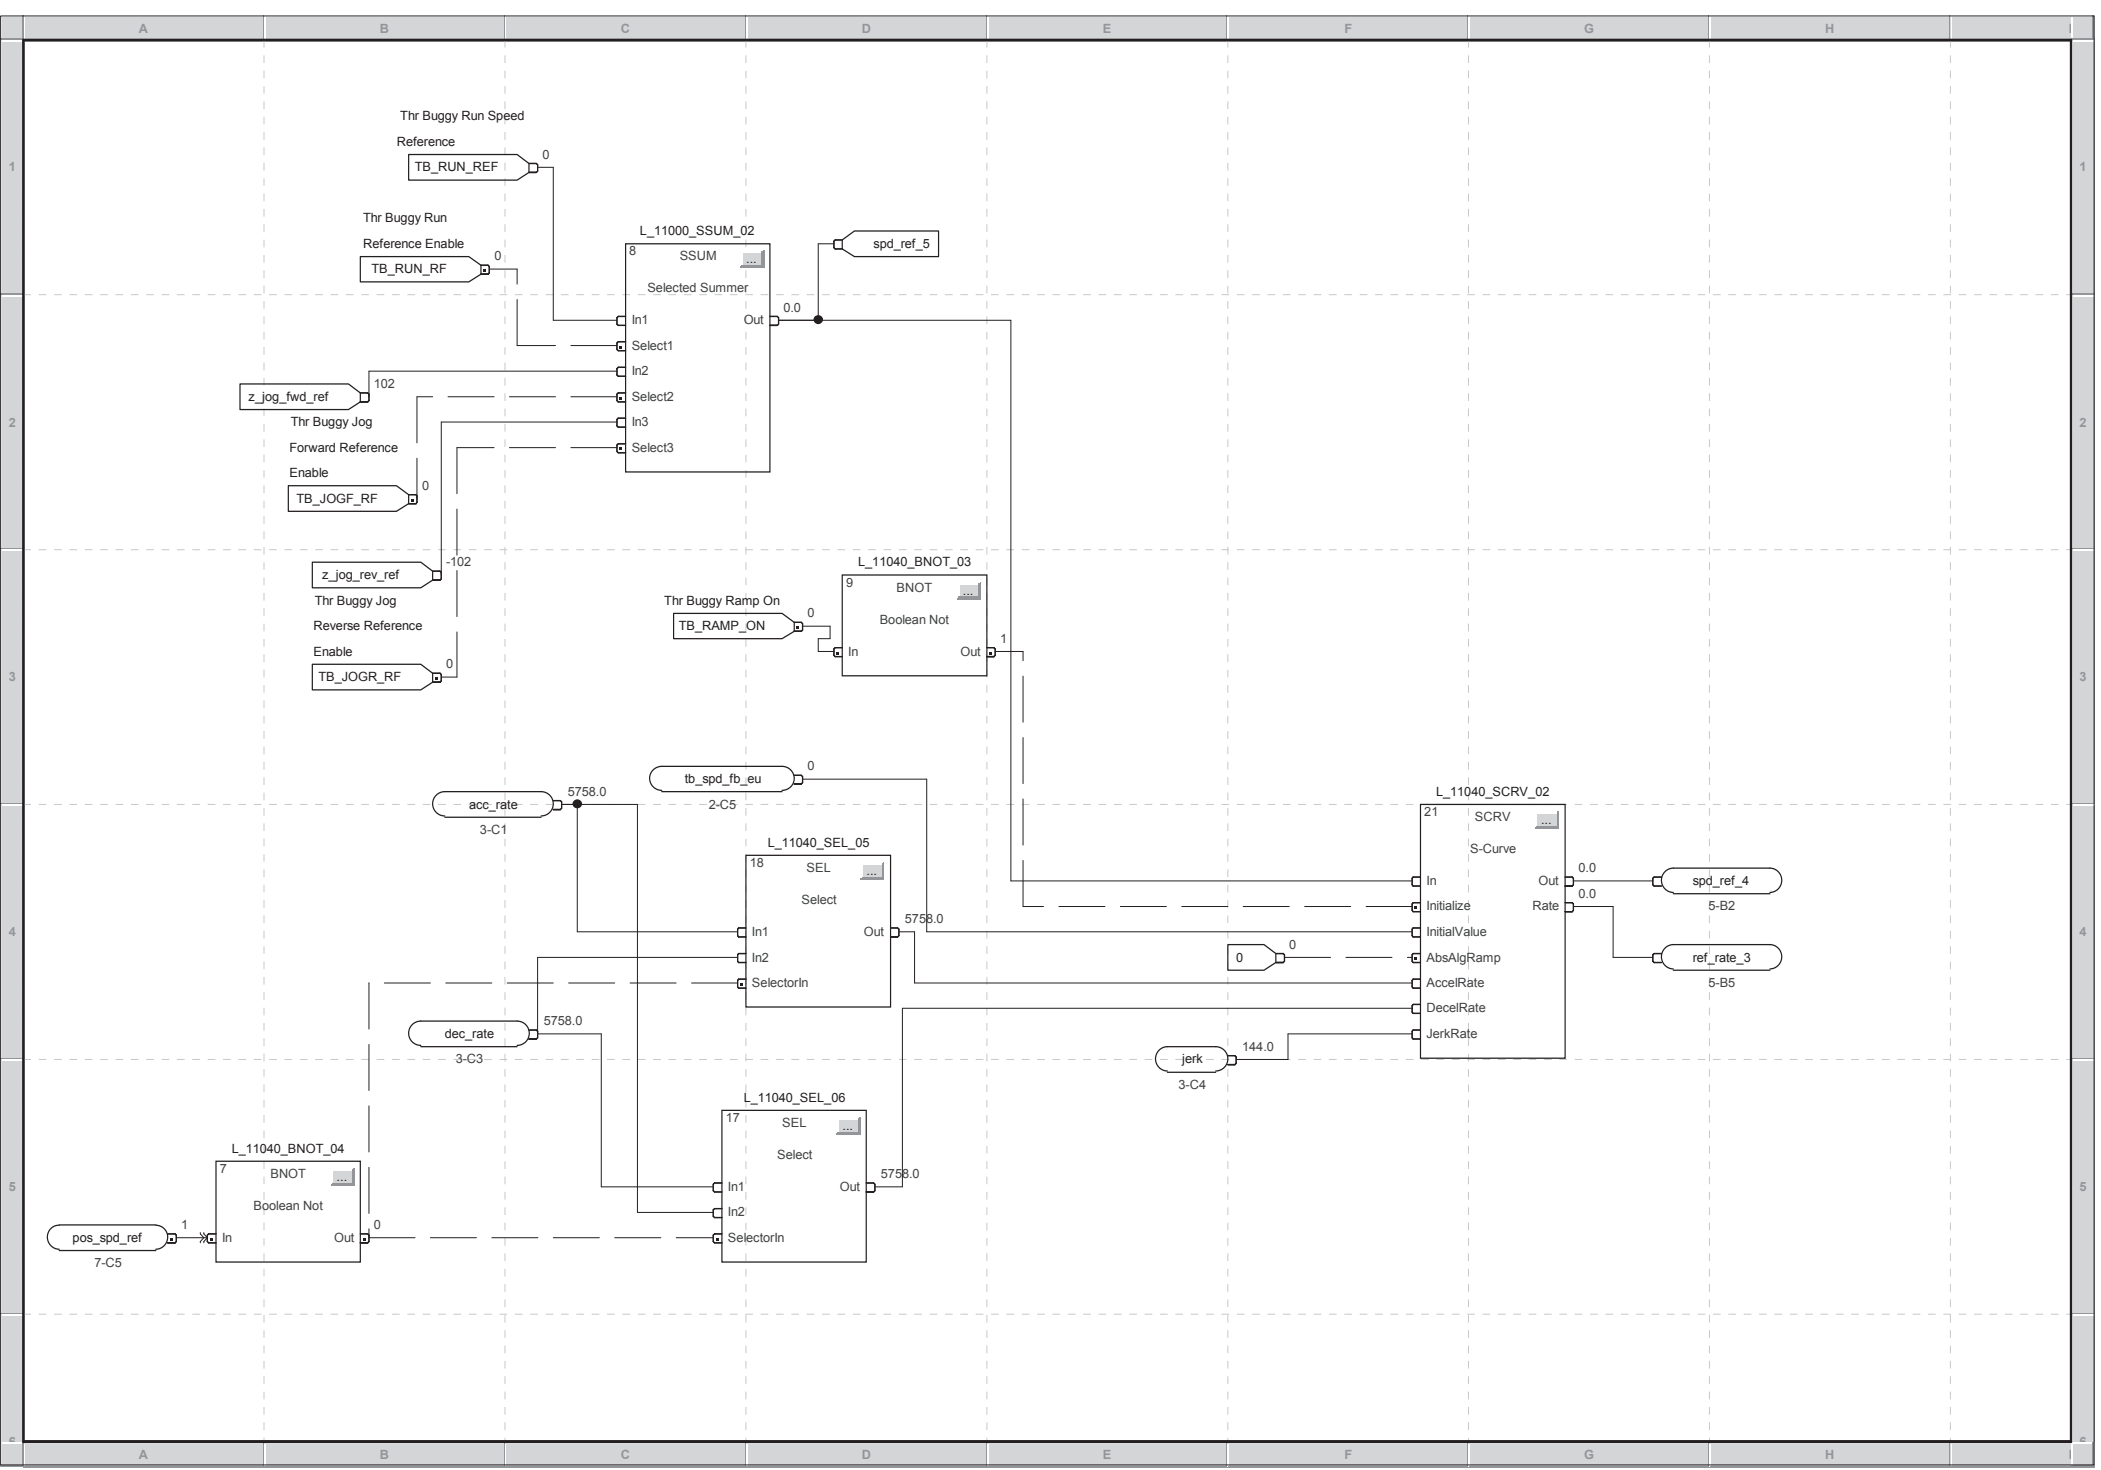 A B C D E F G H
1 1
Thr Buggy Run Speed
Reference
TB_RUN_REF 0
Thr Buggy Run
Reference Enable
TB_RUN_RF 0
L_11000_SSUM_02
8 SSUM ...
Selected Summer
In1 Out 0.0
Select1
In2
Select2
In3
Select3
spd_ref_5
2 2
z_jog_fwd_ref 102
Thr Buggy Jog
Forward Reference
Enable
TB_JOGF_RF 0
z_jog_rev_ref -102
Thr Buggy Jog
Reverse Reference
Enable
TB_JOGR_RF 0
3 3
L_11040_BNOT_03
9 BNOT ...
Boolean Not
In Out 1
Thr Buggy Ramp On
TB_RAMP_ON 0
tb_spd_fb_eu 0
2-C5
acc_rate 5758.0
3-C1
L_11040_SEL_05
18 SEL ...
Select
In1 Out 5758.0
In2
SelectorIn
4 4
dec_rate 5758.0
3-C3
L_11040_SCRV_02
21 SCRV ...
S-Curve
In Out 0.0
Initialize Rate 0.0
InitialValue
AbsAlgRamp
AccelRate
DecelRate
JerkRate
0 0
jerk 144.0
3-C4
spd_ref_4
5-B2
ref_rate_3
5-B5
L_11040_SEL_06
17 SEL ...
Select
In1 Out 5758.0
In2
SelectorIn
L_11040_BNOT_04
7 BNOT ...
Boolean Not
In Out 0
pos_spd_ref 1
7-C5
5 5
A B C D E F G H